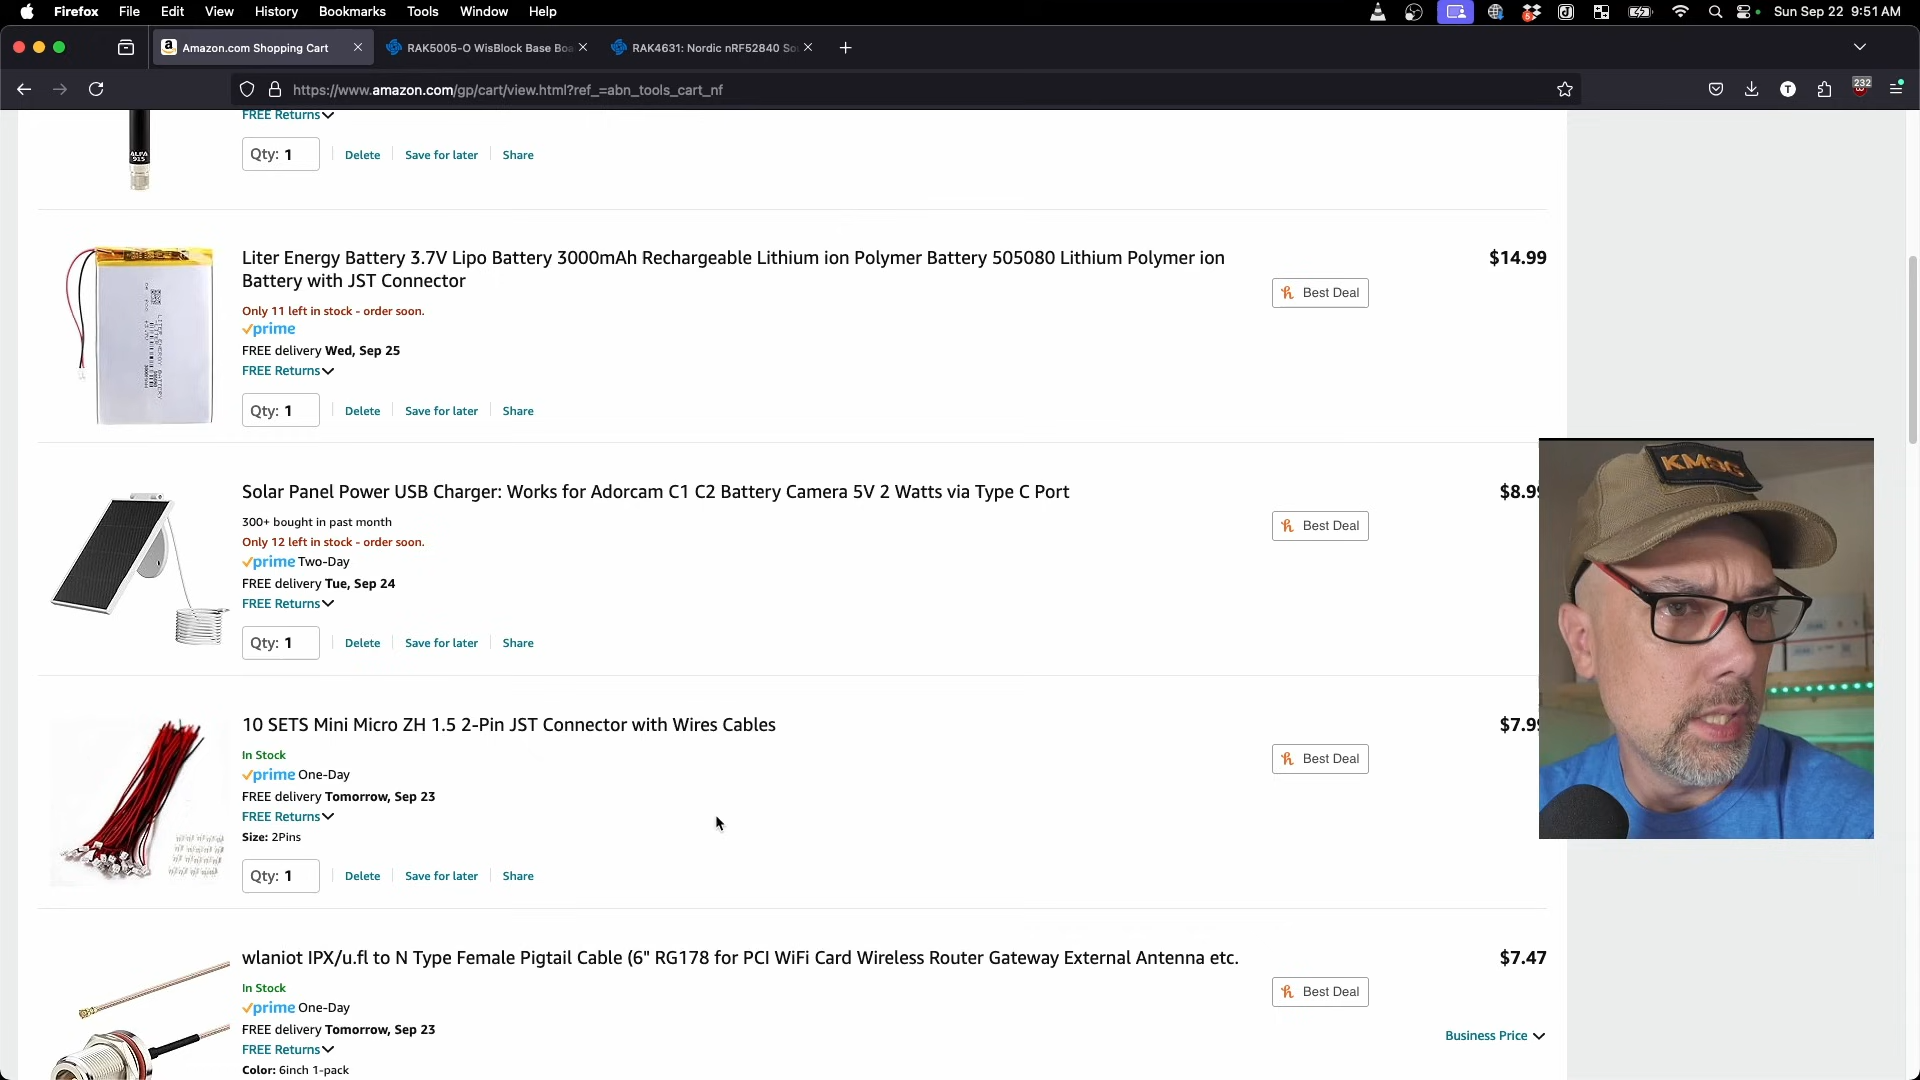 Firefox File Edit View History Bookmarks Tools Window Help Sun Sep 22 9:51 AM
Amazon.com Shopping Cart RAK5005-O WisBlock Base Boa RAK4631: Nordic nRF52840 So
https://www.amazon.com/gp/cart/view.html?ref_=abn_tools_cart_nf 232
FREE Returns
ALFA
915
Qty: 1 Delete Save for later Share
Liter Energy Battery 3.7V Lipo Battery 3000mAh Rechargeable Lithium ion Polymer Battery 505080 Lithium Polymer ion $14.99
Battery with JST Connector
Best Deal
Only 11 left in stock - order soon.
prime
FREE delivery Wed, Sep 25
FREE Returns
Qty: 1 Delete Save for later Share
Solar Panel Power USB Charger: Works for Adorcam C1 C2 Battery Camera 5V 2 Watts via Type C Port $8.99
300+ bought in past month
Best Deal
Only 12 left in stock - order soon.
prime Two-Day
FREE delivery Tue, Sep 24
FREE Returns
Qty: 1 Delete Save for later Share
10 SETS Mini Micro ZH 1.5 2-Pin JST Connector with Wires Cables $7.99
In Stock
Best Deal
prime One-Day
FREE delivery Tomorrow, Sep 23
FREE Returns
Size: 2Pins
Qty: 1 Delete Save for later Share
wlaniot IPX/u.fl to N Type Female Pigtail Cable (6" RG178 for PCI WiFi Card Wireless Router Gateway External Antenna etc. $7.47
In Stock
Best Deal
prime One-Day
FREE delivery Tomorrow, Sep 23
Business Price
FREE Returns
Color: 6inch 1-pack